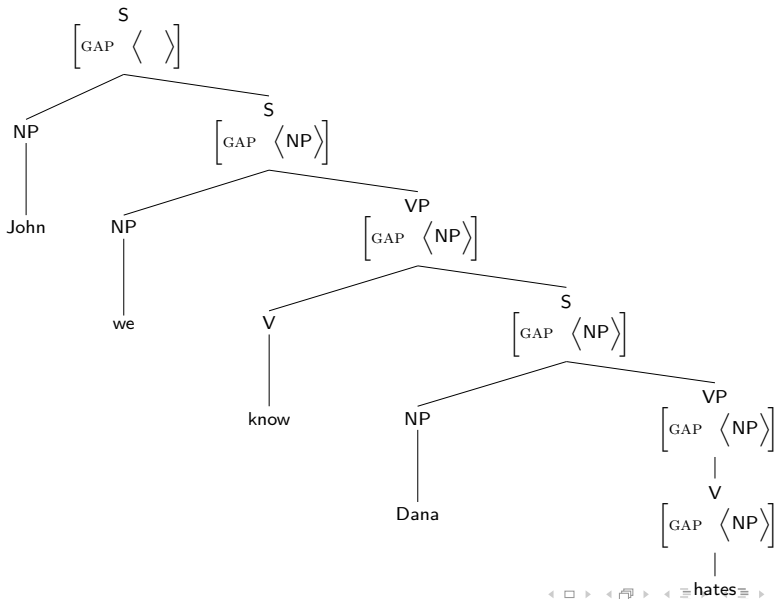 S
[GAP ⟨ ⟩]
NP
S
[GAP ⟨NP⟩]
John
NP
VP
[GAP ⟨NP⟩]
we
V
S
[GAP ⟨NP⟩]
know
NP
VP
[GAP ⟨NP⟩]
Dana
V
[GAP ⟨NP⟩]
hates